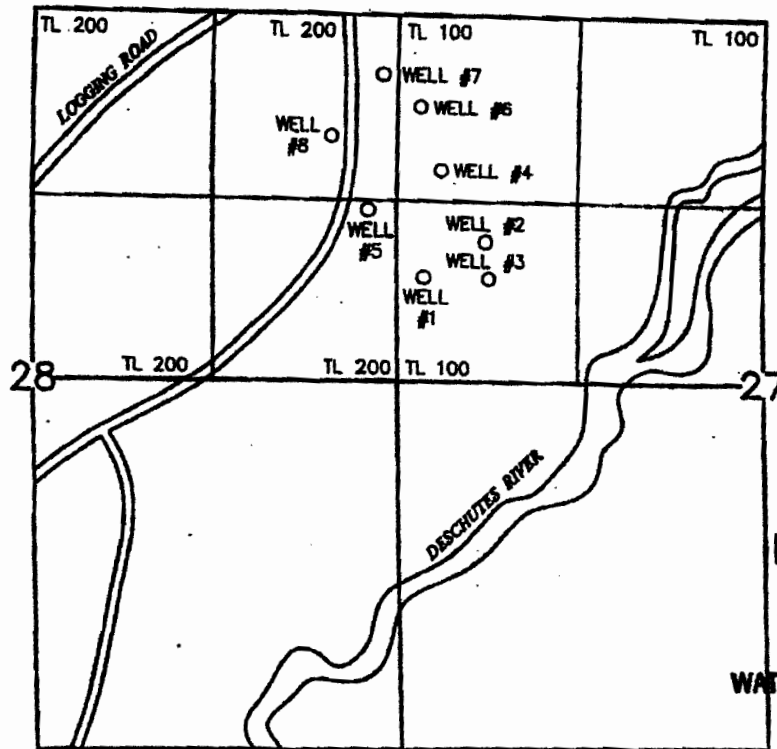 TL 200
TL 200
TL 100
TL 100
LOGGING ROAD
WELL #7
WELL #6
WELL
#8
WELL #4
WELL
#5
WELL #2
WELL #3
WELL
#1
28
TL 200
TL 200
TL 100
27
DESCHUTES RIVER